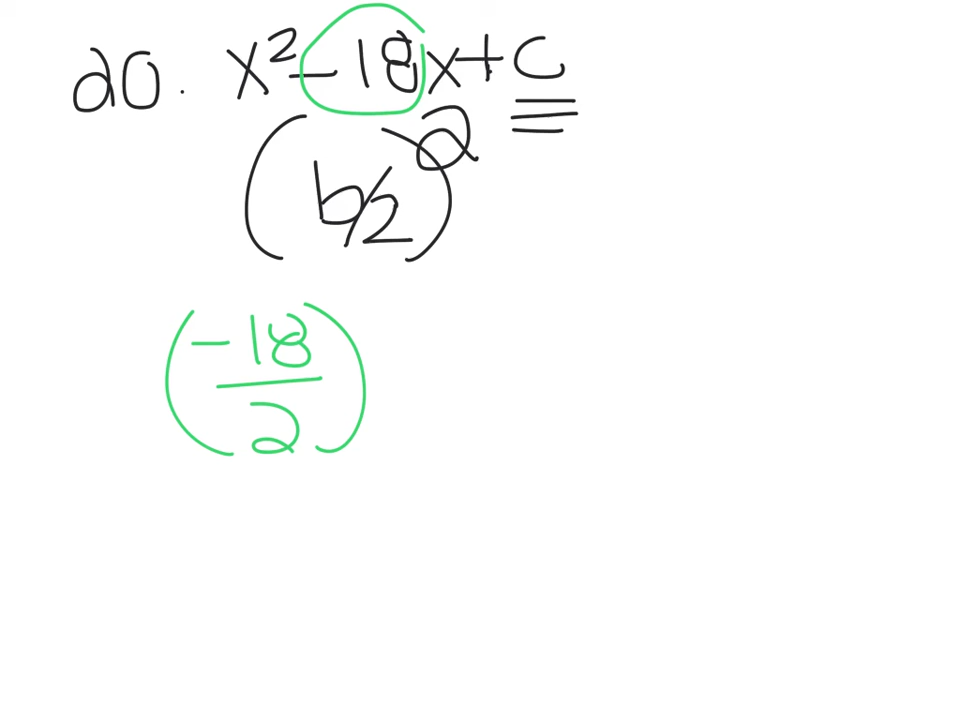 20. x² - 18x + c
(b/2)²
(-18/2)